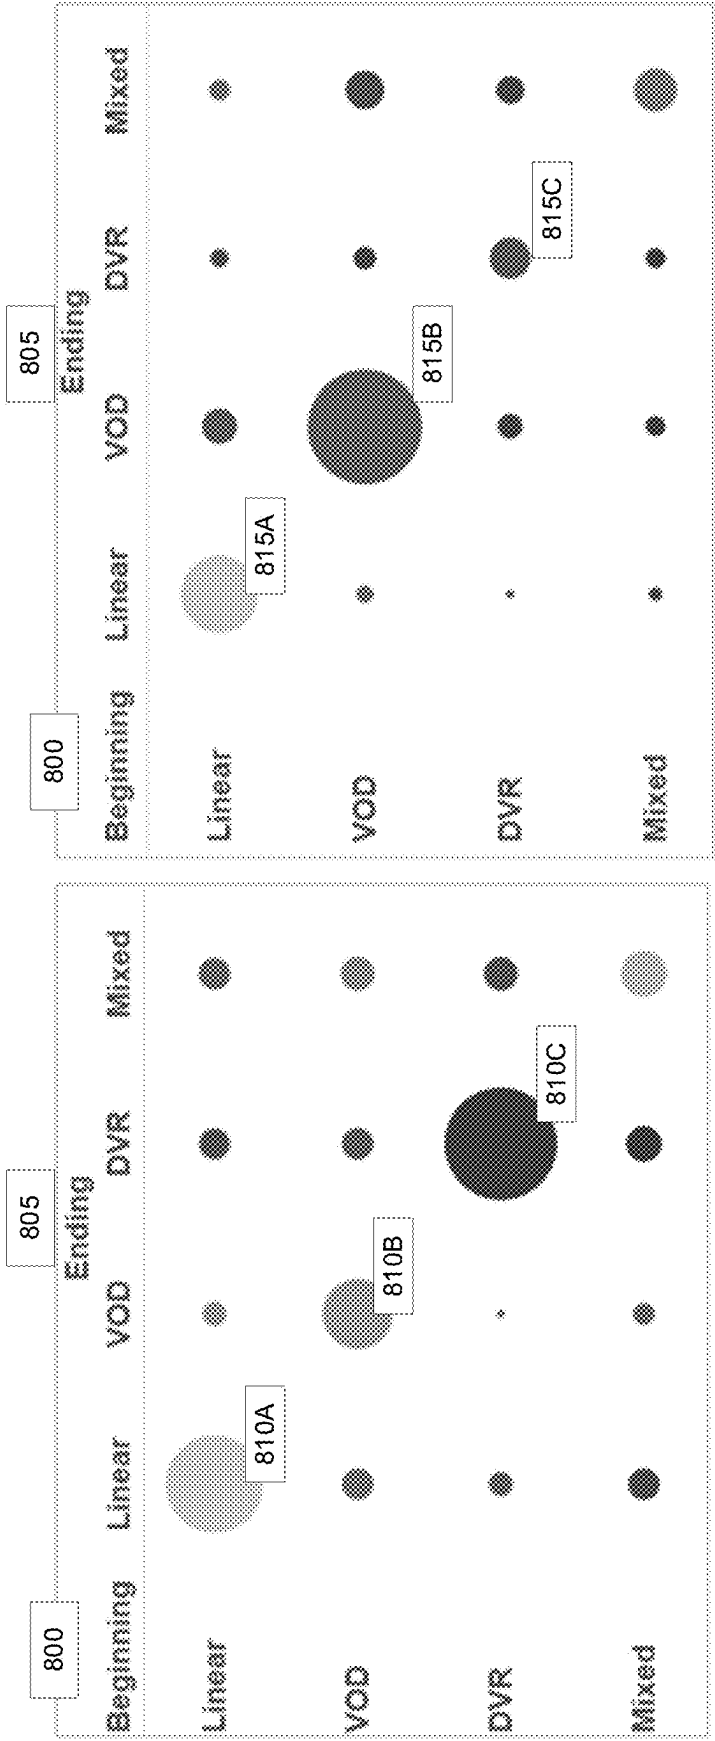 800
805
Ending
Beginning Linear VOD DVR Mixed
Linear
810A
VOD
810B
DVR
810C
Mixed
800
805
Ending
Beginning Linear VOD DVR Mixed
Linear
815A
VOD
815B
DVR
815C
Mixed